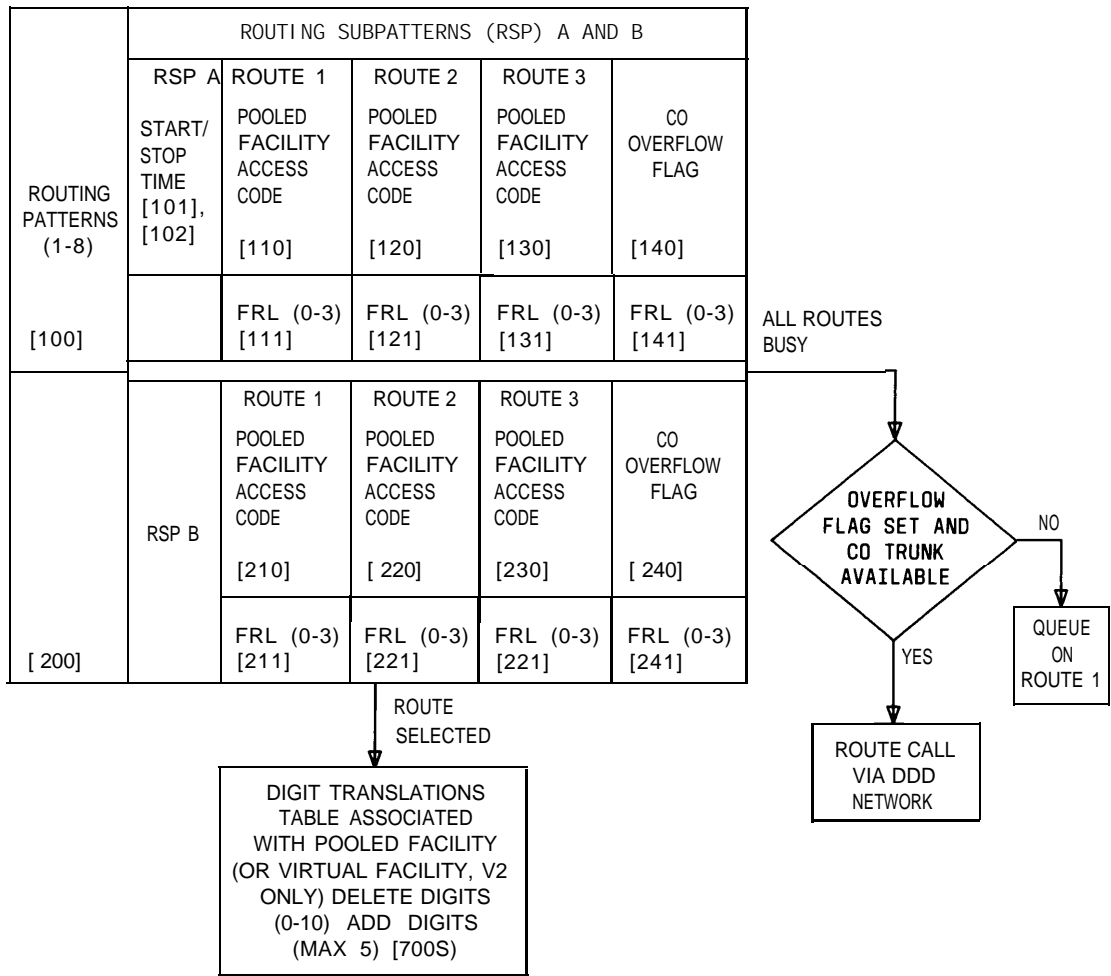 ROUTING SUBPATTERNS (RSP) A AND B
ROUTING
PATTERNS
(1-8)
[100]
RSP A
START/
STOP
TIME
[101],
[102]
ROUTE 1
POOLED
FACILITY
ACCESS
CODE
[110]
ROUTE 2
POOLED
FACILITY
ACCESS
CODE
[120]
ROUTE 3
POOLED
FACILITY
ACCESS
CODE
[130]
CO
OVERFLOW
FLAG
[140]
FRL (0-3)
[111]
FRL (0-3)
[121]
FRL (0-3)
[131]
FRL (0-3)
[141]
[ 200]
RSP B
ROUTE 1
POOLED
FACILITY
ACCESS
CODE
[210]
ROUTE 2
POOLED
FACILITY
ACCESS
CODE
[ 220]
ROUTE 3
POOLED
FACILITY
ACCESS
CODE
[230]
CO
OVERFLOW
FLAG
[ 240]
FRL (0-3)
[211]
FRL (0-3)
[221]
FRL (0-3)
[221]
FRL (0-3)
[241]
ALL ROUTES
BUSY
OVERFLOW
FLAG SET AND
CO TRUNK
AVAILABLE
NO
QUEUE
ON
ROUTE 1
YES
ROUTE CALL
VIA DDD
NETWORK
ROUTE
SELECTED
DIGIT TRANSLATIONS
TABLE ASSOCIATED
WITH POOLED FACILITY
(OR VIRTUAL FACILITY, V2
ONLY) DELETE DIGITS
(0-10) ADD DIGITS
(MAX 5) [700S)